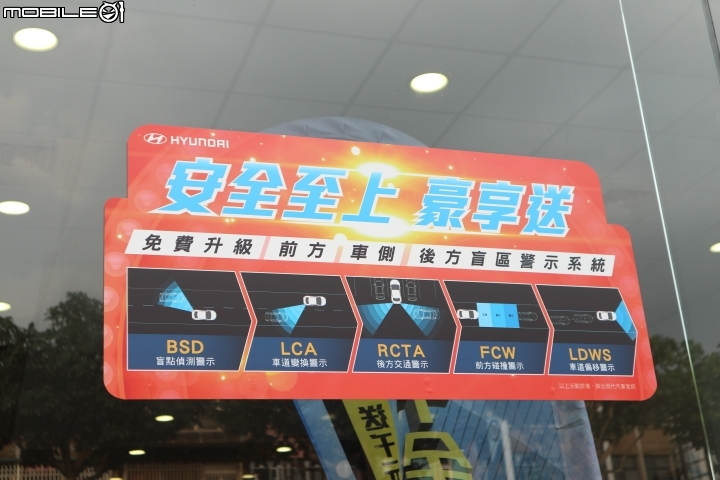 MOBILE01
HYUNDAI
安全至上 豪享送
免費升級 前方 車側 後方盲區警示系統
BSD
盲點偵測警示
LCA
車道變換警示
RCTA
後方交通警示
FCW
前方碰撞警示
LDWS
車道偏移警示